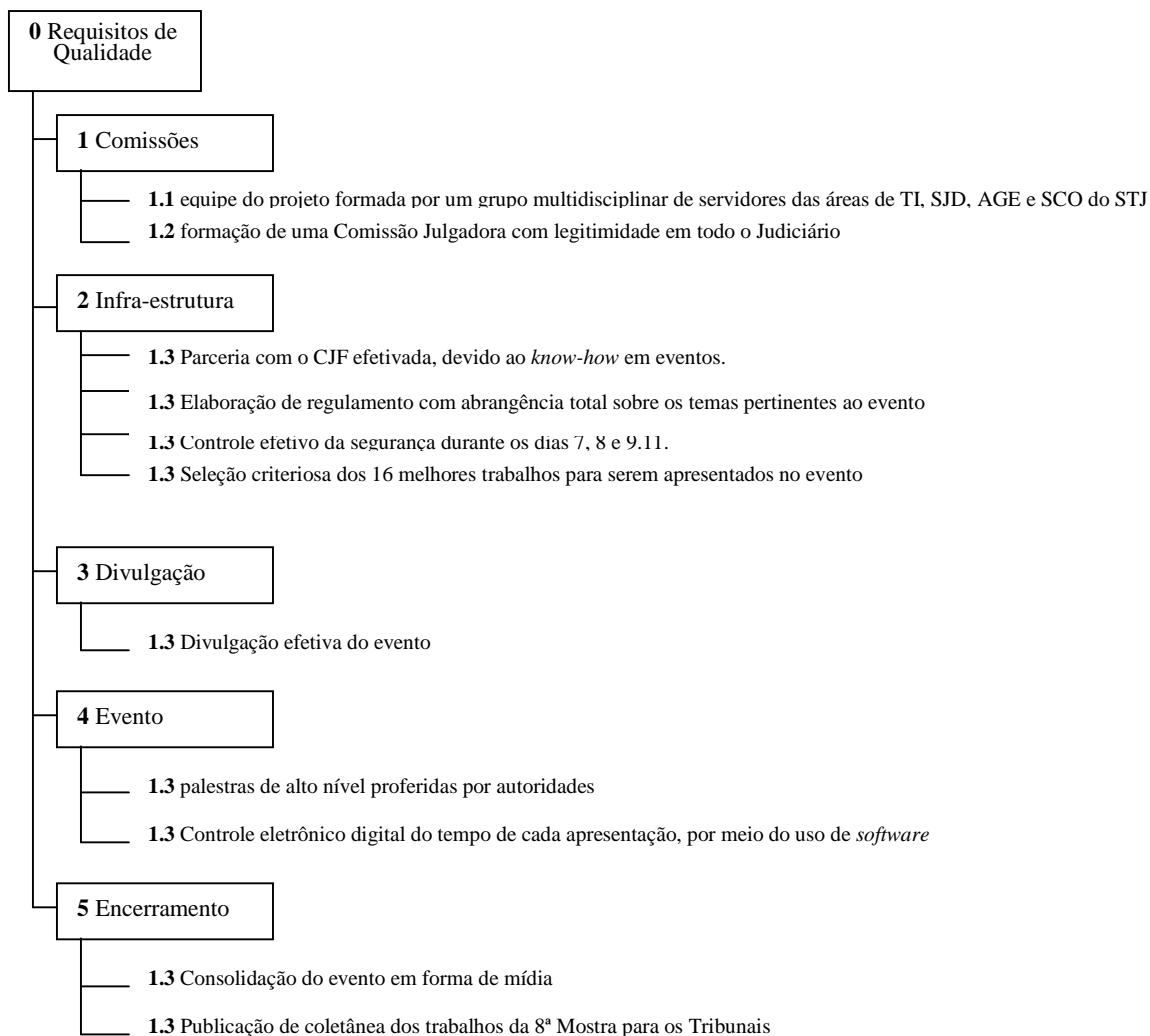 0 Requisitos de
Qualidade
1 Comissões
1.1 equipe do projeto formada por um grupo multidisciplinar de servidores das áreas de TI, SJD, AGE e SCO do STJ
1.2 formação de uma Comissão Julgadora com legitimidade em todo o Judiciário
2 Infra-estrutura
1.3 Parceria com o CJF efetivada, devido ao know-how em eventos.
1.3 Elaboração de regulamento com abrangência total sobre os temas pertinentes ao evento
1.3 Controle efetivo da segurança durante os dias 7, 8 e 9.11.
1.3 Seleção criteriosa dos 16 melhores trabalhos para serem apresentados no evento
3 Divulgação
1.3 Divulgação efetiva do evento
4 Evento
1.3 palestras de alto nível proferidas por autoridades
1.3 Controle eletrônico digital do tempo de cada apresentação, por meio do uso de software
5 Encerramento
1.3 Consolidação do evento em forma de mídia
1.3 Publicação de coletânea dos trabalhos da 8ª Mostra para os Tribunais